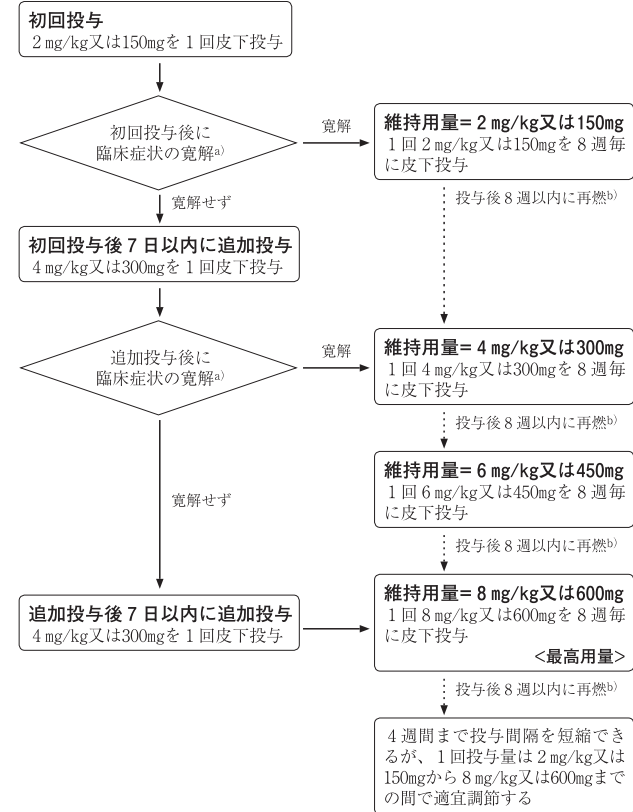 初回投与
2 mg/kg又は150mgを1回皮下投与
初回投与後に
臨床症状の寛解a)
寛解
維持用量= 2 mg/kg又は150mg
1回2 mg/kg又は150mgを8週毎
に皮下投与
寛解せず
投与後8週以内に再燃b)
初回投与後7日以内に追加投与
4 mg/kg又は300mgを1回皮下投与
追加投与後に
臨床症状の寛解a)
寛解
維持用量= 4 mg/kg又は300mg
1回4 mg/kg又は300mgを8週毎
に皮下投与
投与後8週以内に再燃b)
維持用量= 6 mg/kg又は450mg
1回6 mg/kg又は450mgを8週毎
に皮下投与
寛解せず
投与後8週以内に再燃b)
追加投与後7日以内に追加投与
4 mg/kg又は300mgを1回皮下投与
維持用量= 8 mg/kg又は600mg
1回8 mg/kg又は600mgを8週毎
に皮下投与
<最高用量>
投与後8週以内に再燃b)
4週間まで投与間隔を短縮でき
るが、1回投与量は2 mg/kg又は
150mgから8 mg/kg又は600mgまで
の間で適宜調節する